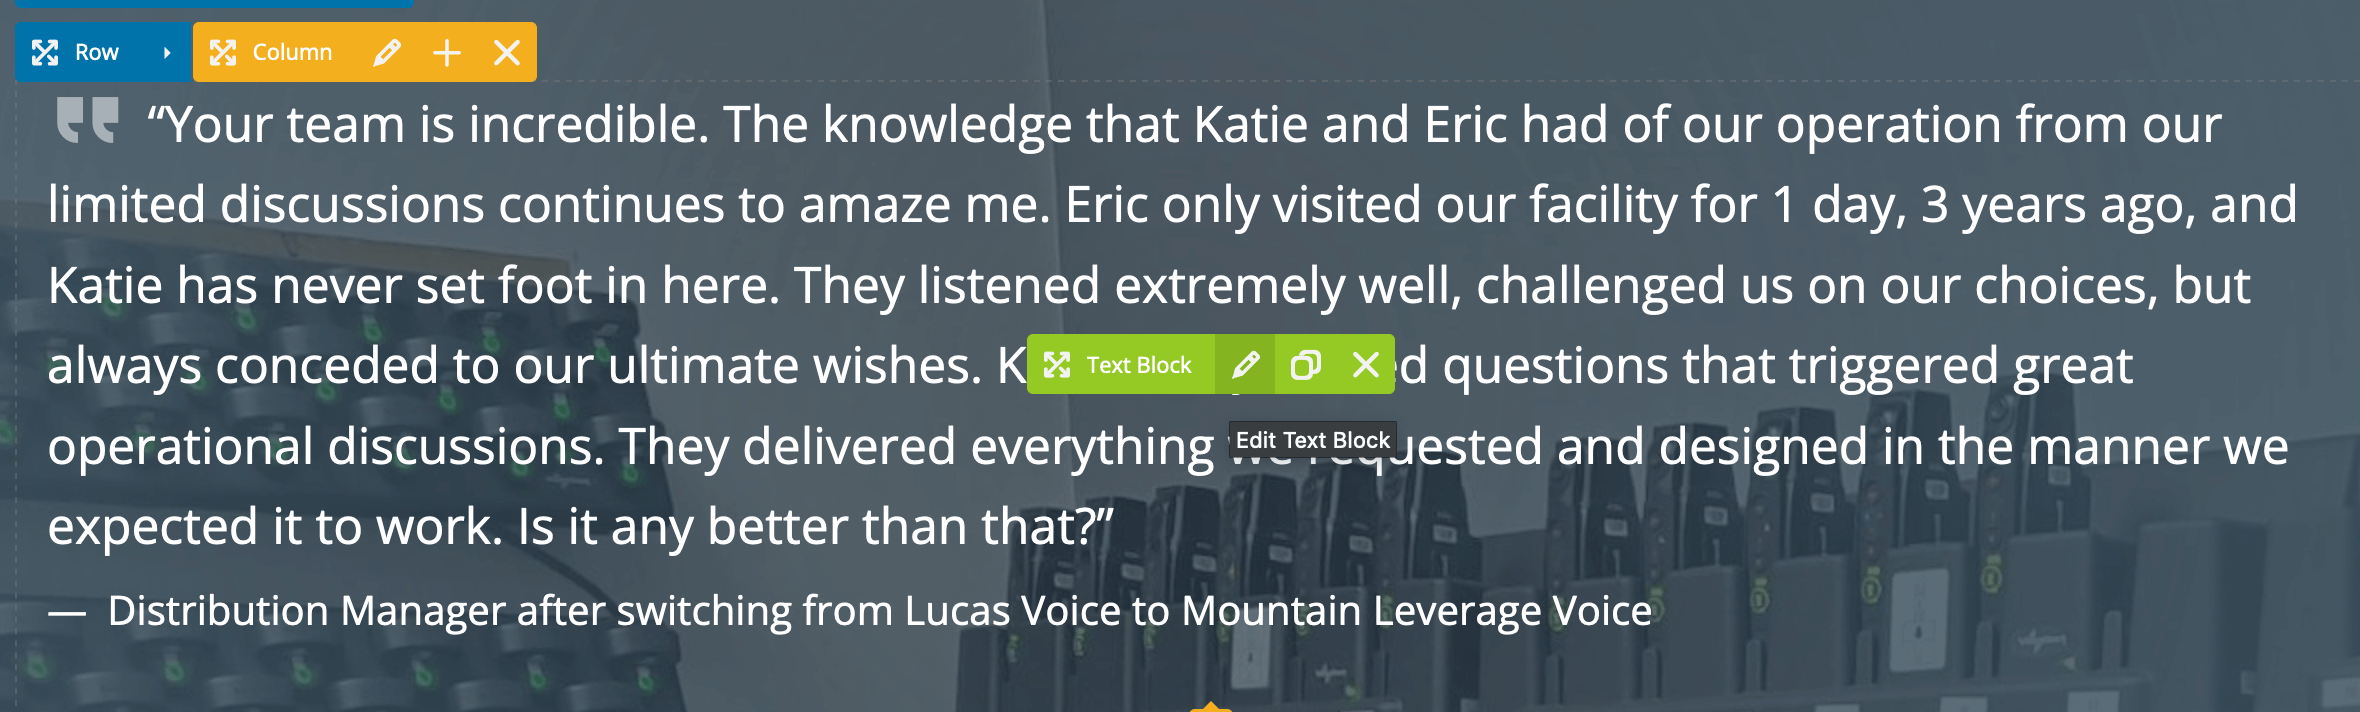 Row
Column
“Your team is incredible. The knowledge that Katie and Eric had of our operation from our
limited discussions continues to amaze me. Eric only visited our facility for 1 day, 3 years ago, and
Katie has never set foot in here. They listened extremely well, challenged us on our choices, but
always conceded to our ultimate wishes.
Text Block
questions that triggered great
operational discussions. They delivered everything
Edit Text Block
and designed in the manner we
expected it to work. Is it any better than that?”
— Distribution Manager after switching from Lucas Voice to Mountain Leverage Voice